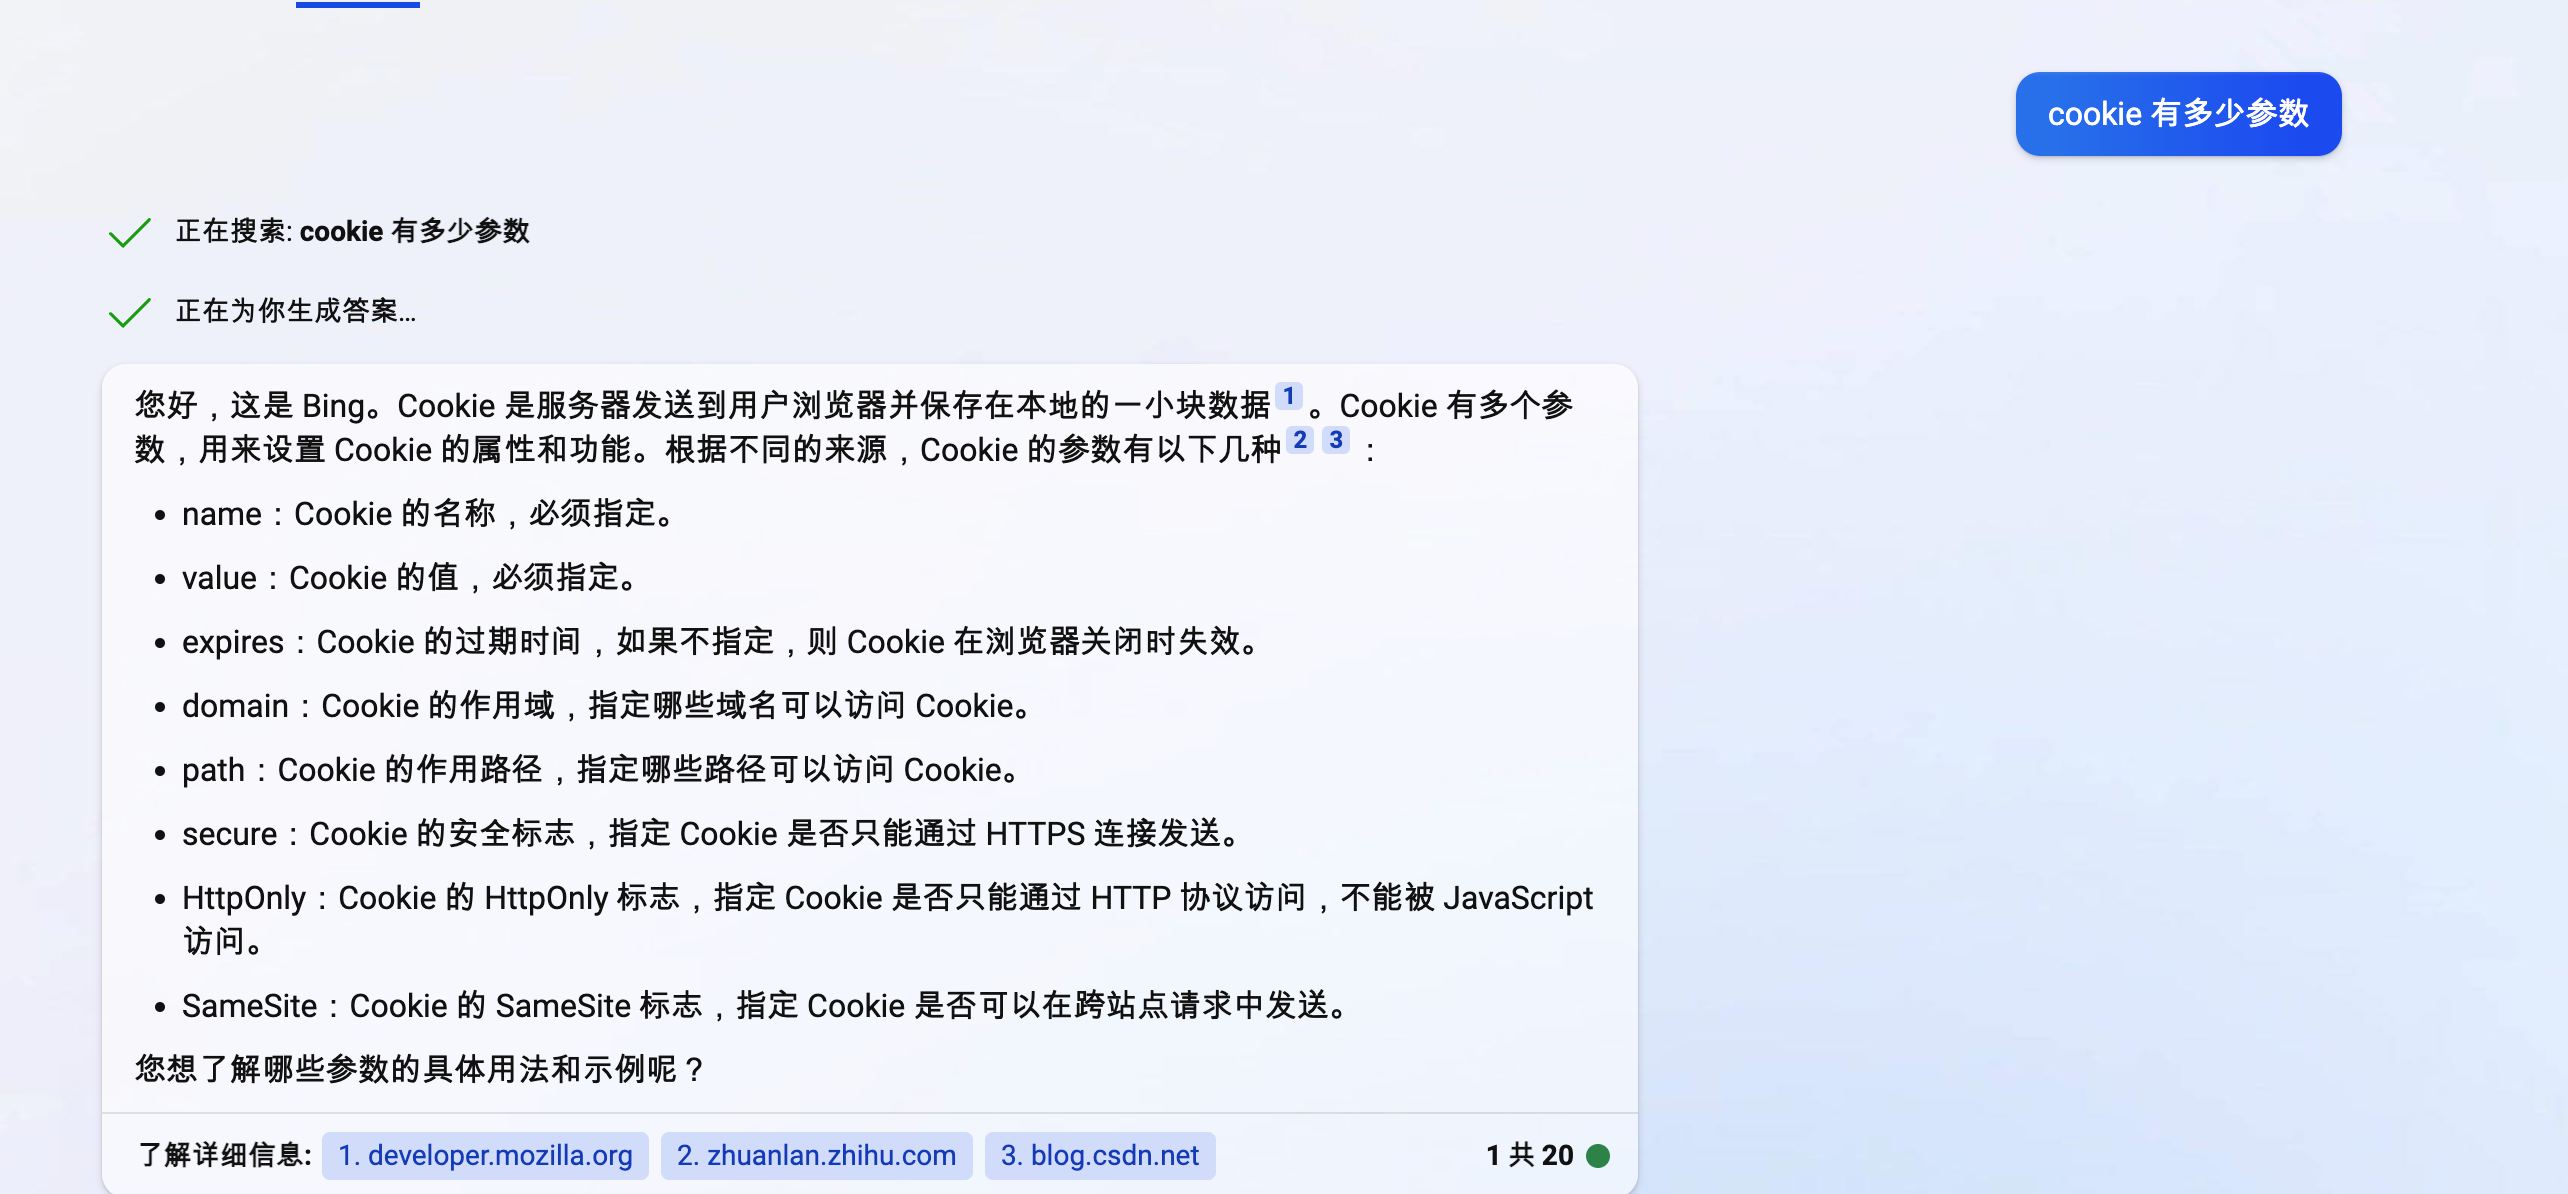 cookie 有多少参数
正在搜索: cookie 有多少参数
正在为你生成答案...
您好，这是 Bing。Cookie 是服务器发送到用户浏览器并保存在本地的一小块数据1。Cookie 有多个参
数，用来设置 Cookie 的属性和功能。根据不同的来源，Cookie 的参数有以下几种2 3：
• name：Cookie 的名称，必须指定。
• value：Cookie 的值，必须指定。
• expires：Cookie 的过期时间，如果不指定，则 Cookie 在浏览器关闭时失效。
• domain：Cookie 的作用域，指定哪些域名可以访问 Cookie。
• path：Cookie 的作用路径，指定哪些路径可以访问 Cookie。
• secure：Cookie 的安全标志，指定 Cookie 是否只能通过 HTTPS 连接发送。
• HttpOnly：Cookie 的 HttpOnly 标志，指定 Cookie 是否只能通过 HTTP 协议访问，不能被 JavaScript
访问。
• SameSite：Cookie 的 SameSite 标志，指定 Cookie 是否可以在跨站点请求中发送。
您想了解哪些参数的具体用法和示例呢？
了解详细信息: 1. developer.mozilla.org 2. zhuanlan.zhihu.com 3. blog.csdn.net 1 共 20